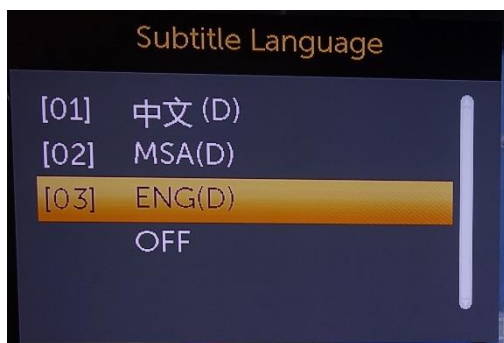 Subtitle Language
[01] 中文 (D)
[02] MSA(D)
[03] ENG(D)
OFF